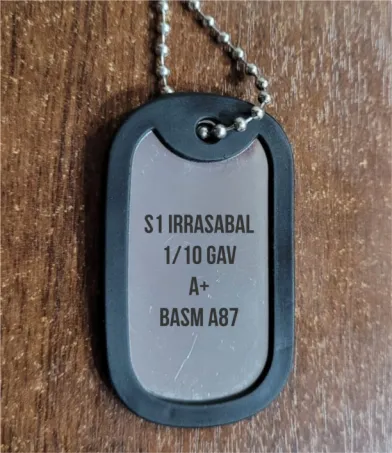 S1 IRRASABAL
1/10 GAV
A+
BASM A87